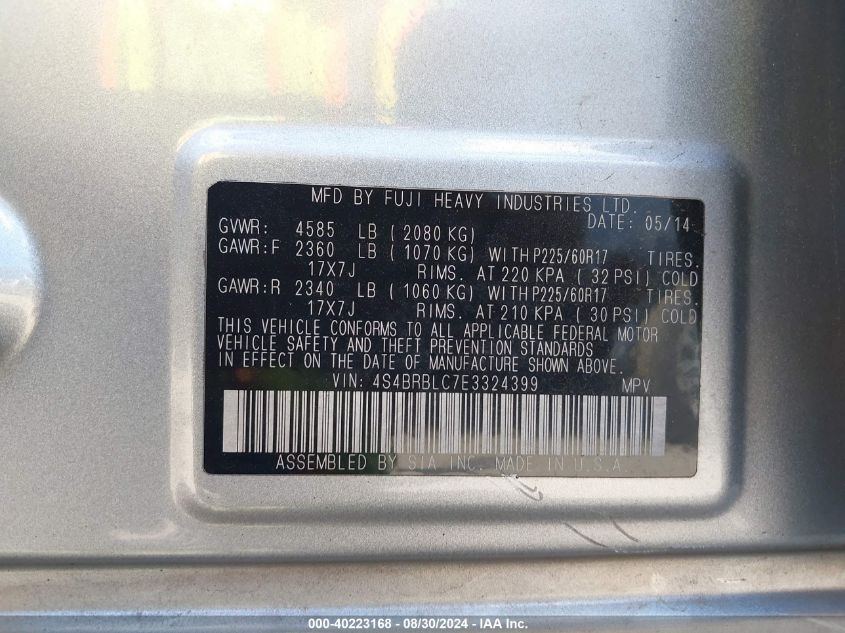 MFD BY FUJI HEAVY INDUSTRIES LTD.
DATE: 05/14
GVWR: 4585 LB (2080 KG)
GAWR:F 2360 LB (1070 KG) WITH P225/60R17 TIRES.
17X7J RIMS. AT 220 KPA (32 PSI) COLD
GAWR:R 2340 LB (1060 KG) WITH P225/60R17 TIRES.
17X7J RIMS. AT 210 KPA (30 PSI) COLD
THIS VEHICLE CONFORMS TO ALL APPLICABLE FEDERAL MOTOR
VEHICLE SAFETY AND THEFT PREVENTION STANDARDS
IN EFFECT ON THE DATE OF MANUFACTURE SHOWN ABOVE.
VIN: 4S4BRBLC7E3324399 MPV
ASSEMBLED BY SIA INC. MADE IN U.S.A.
000-40223168 - 08/30/2024 - IAA Inc.